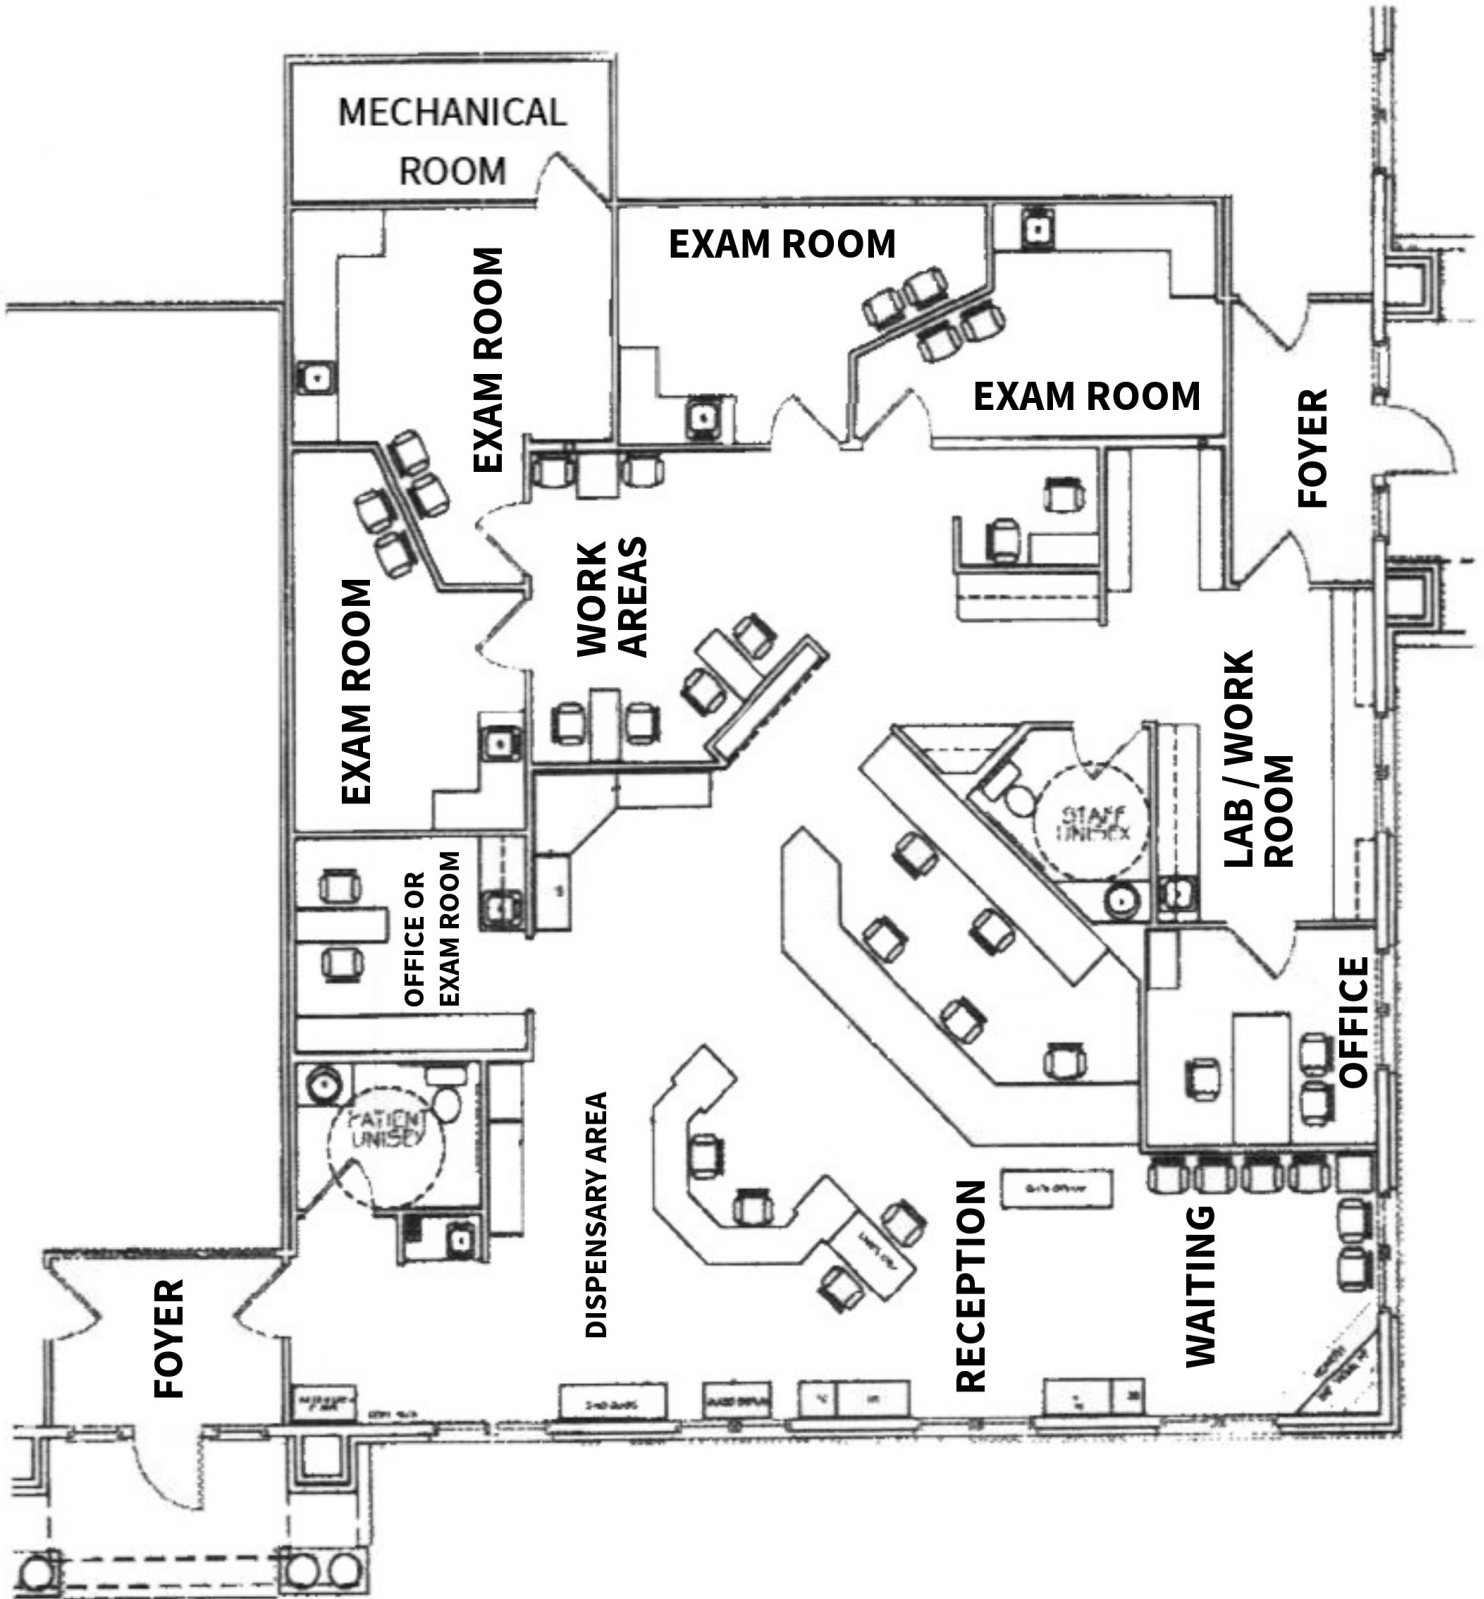 MECHANICAL
ROOM
EXAM ROOM
EXAM ROOM
EXAM ROOM
FOYER
WORK
AREAS
EXAM ROOM
LAB / WORK
ROOM
STAFF
UNISEX
OFFICE OR
EXAM ROOM
OFFICE
PATIENT
UNISEX
DISPENSARY AREA
RECEPTION
WAITING
FOYER